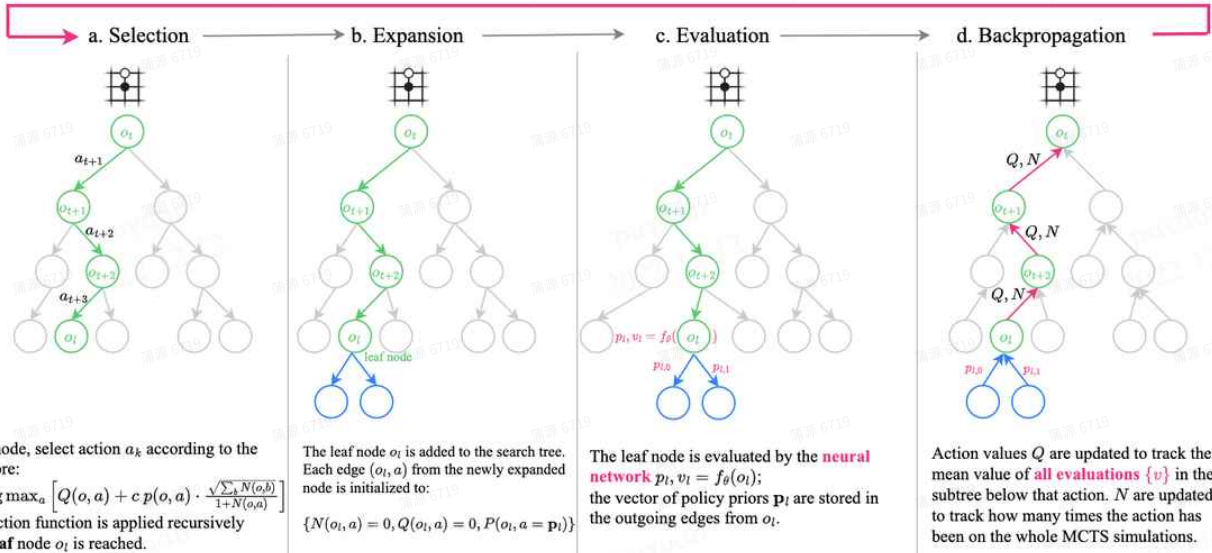 a. Selection
b. Expansion
c. Evaluation
d. Backpropagation
o_t
a_{t+1}
o_{t+1}
a_{t+2}
o_{t+2}
a_{t+3}
o_l
o_t
o_{t+1}
o_{t+2}
o_l
leaf node
o_t
o_{t+1}
o_{t+2}
p_l, v_l = f_θ( o_l )
p_{l,0} p_{l,1}
o_t
Q, N
o_{t+1}
Q, N
o_{t+2}
Q, N
o_l
p_{l,0} p_{l,1}
node, select action a_k according to the
ore:
g max_a [Q(o, a) + c p(o, a) · \frac{\sqrt{\sum_b N(o,b)}}{1+N(o,a)}]
ction function is applied recursively
eaf node o_l is reached.
The leaf node o_l is added to the search tree.
Each edge (o_l, a) from the newly expanded
node is initialized to:
{N(o_l, a) = 0, Q(o_l, a) = 0, P(o_l, a = p_l)}
The leaf node is evaluated by the neural
network p_l, v_l = f_θ(o_l);
the vector of policy priors p_l are stored in
the outgoing edges from o_l.
Action values Q are updated to track the
mean value of all evaluations {v} in the
subtree below that action. N are updated
to track how many times the action has
been on the whole MCTS simulations.